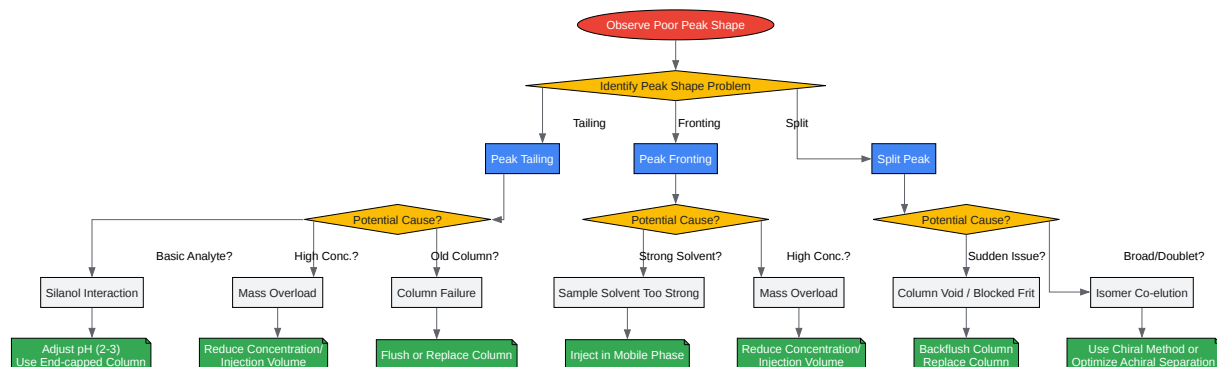 Observe Poor Peak Shape
Identify Peak Shape Problem
Tailing
Fronting
Split
Peak Tailing
Peak Fronting
Split Peak
Potential Cause?
Potential Cause?
Potential Cause?
Basic Analyte?
High Conc.?
Old Column?
Strong Solvent?
High Conc.?
Sudden Issue?
Broad/Doublet?
Silanol Interaction
Mass Overload
Column Failure
Sample Solvent Too Strong
Mass Overload
Column Void / Blocked Frit
Isomer Co-elution
Adjust pH (2-3)
Use End-capped Column
Reduce Concentration/
Injection Volume
Flush or Replace Column
Inject in Mobile Phase
Reduce Concentration/
Injection Volume
Backflush Column
Replace Column
Use Chiral Method or
Optimize Achiral Separation